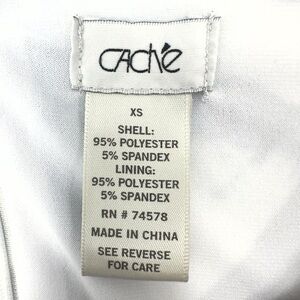 CACHÉ
XS
SHELL:
95% POLYESTER
5% SPANDEX
LINING:
95% POLYESTER
5% SPANDEX
RN # 74578
MADE IN CHINA
SEE REVERSE
FOR CARE